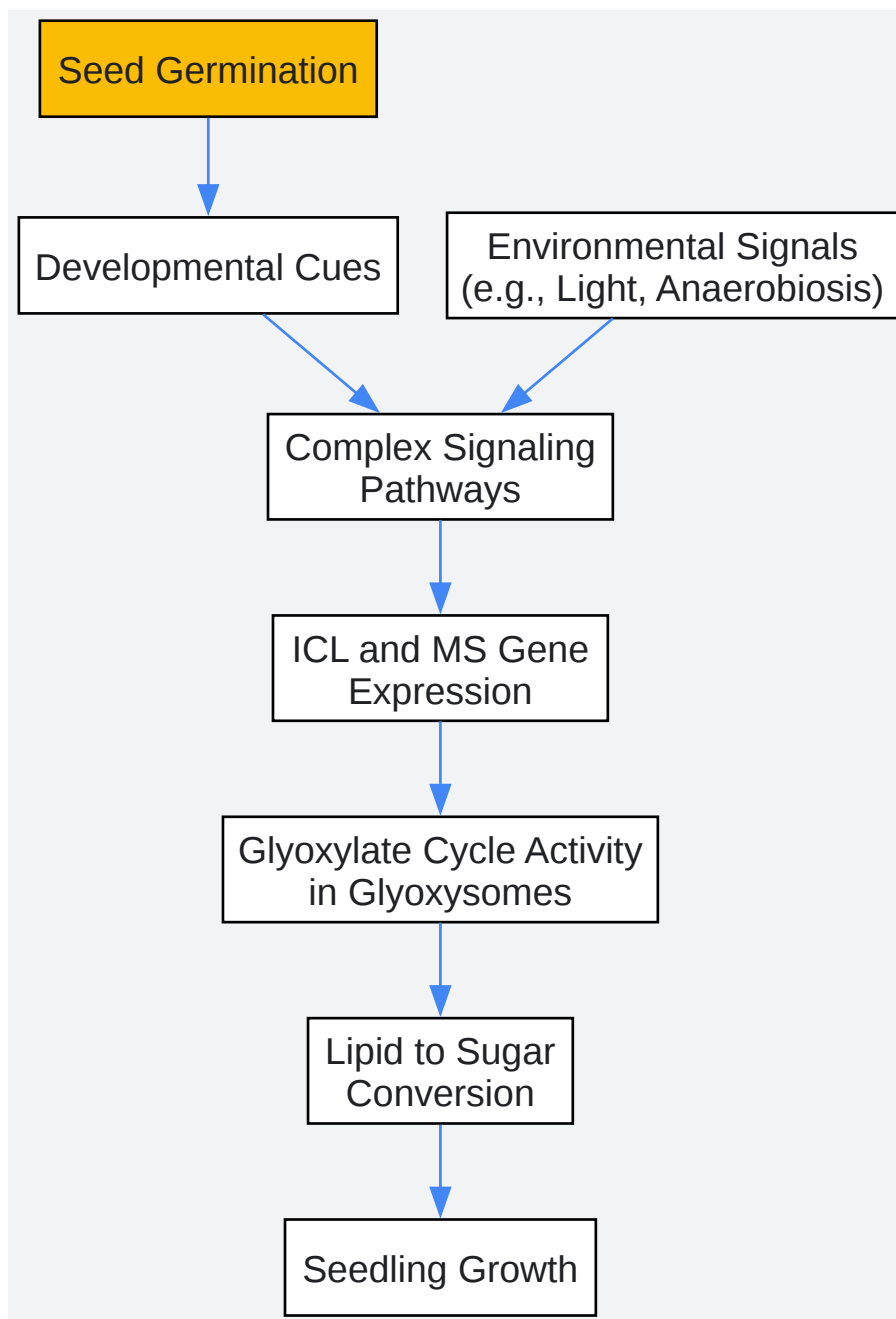 Seed Germination
Developmental Cues
Environmental Signals
(e.g., Light, Anaerobiosis)
Complex Signaling
Pathways
ICL and MS Gene
Expression
Glyoxylate Cycle Activity
in Glyoxysomes
Lipid to Sugar
Conversion
Seedling Growth